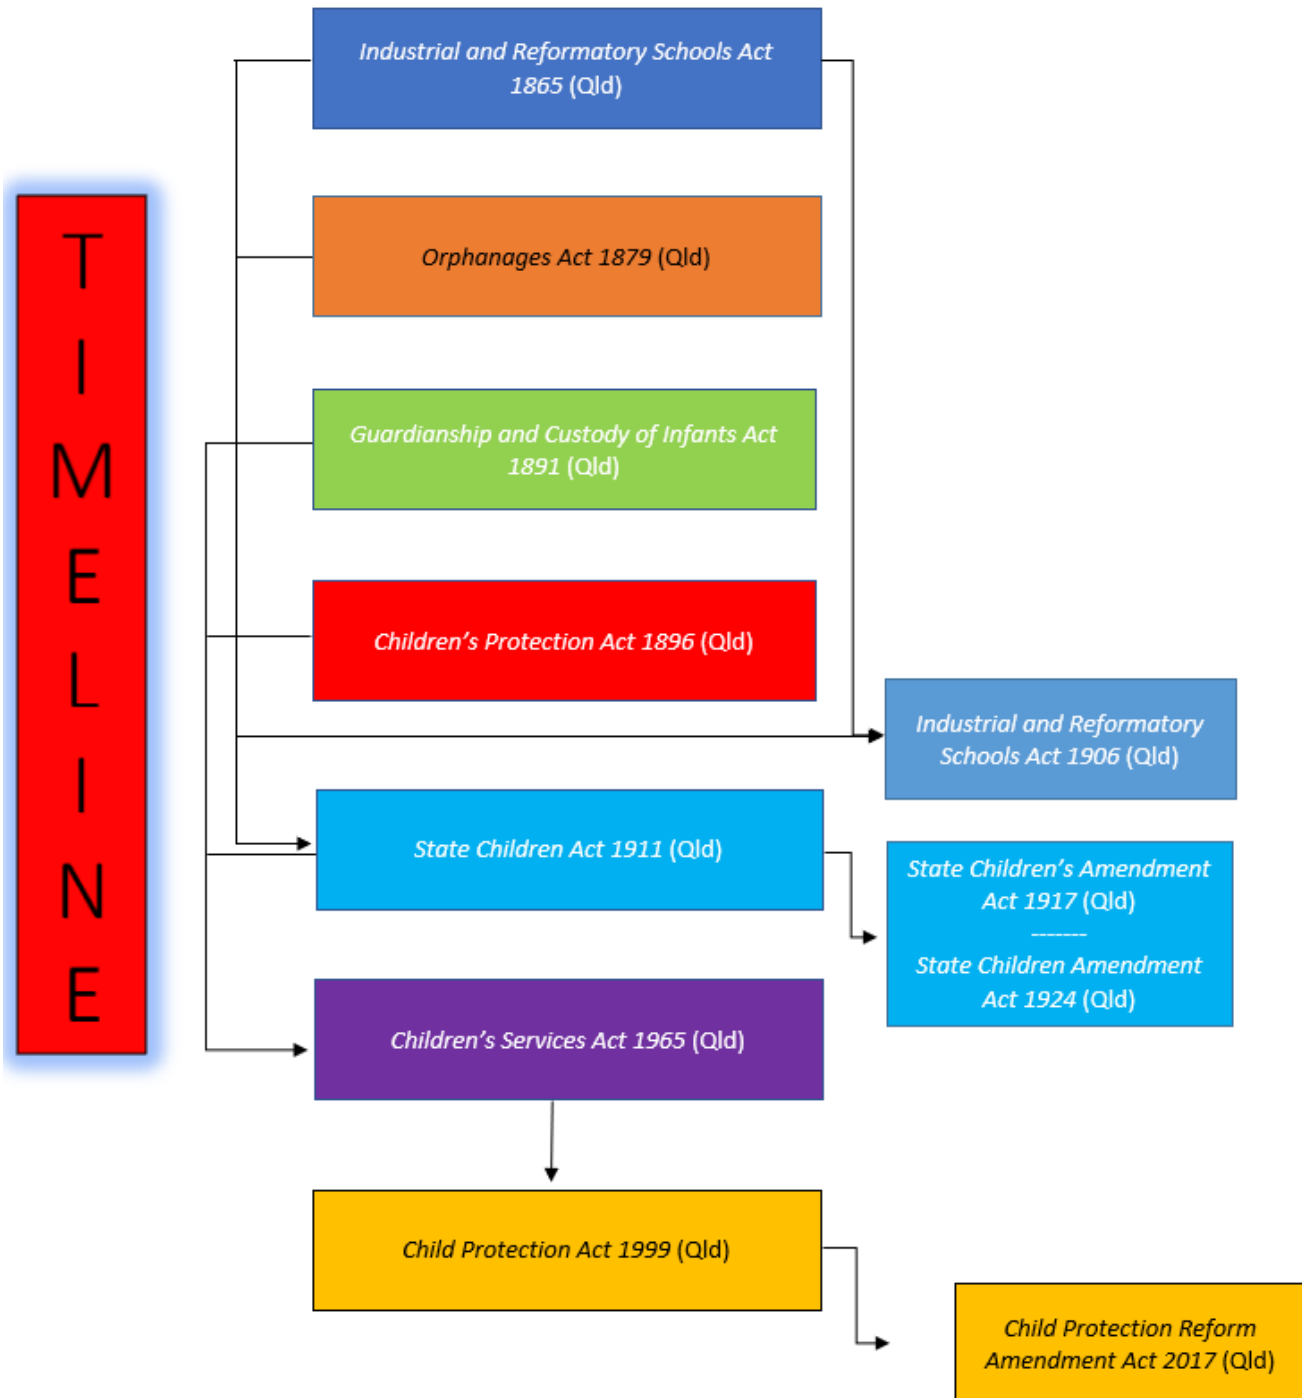 TIMELINE
Industrial and Reformatory Schools Act
1865 (Qld)
Orphanages Act 1879 (Qld)
Guardianship and Custody of Infants Act
1891 (Qld)
Children’s Protection Act 1896 (Qld)
Industrial and Reformatory
Schools Act 1906 (Qld)
State Children Act 1911 (Qld)
State Children’s Amendment
Act 1917 (Qld)
-------
State Children Amendment
Act 1924 (Qld)
Children’s Services Act 1965 (Qld)
Child Protection Act 1999 (Qld)
Child Protection Reform
Amendment Act 2017 (Qld)